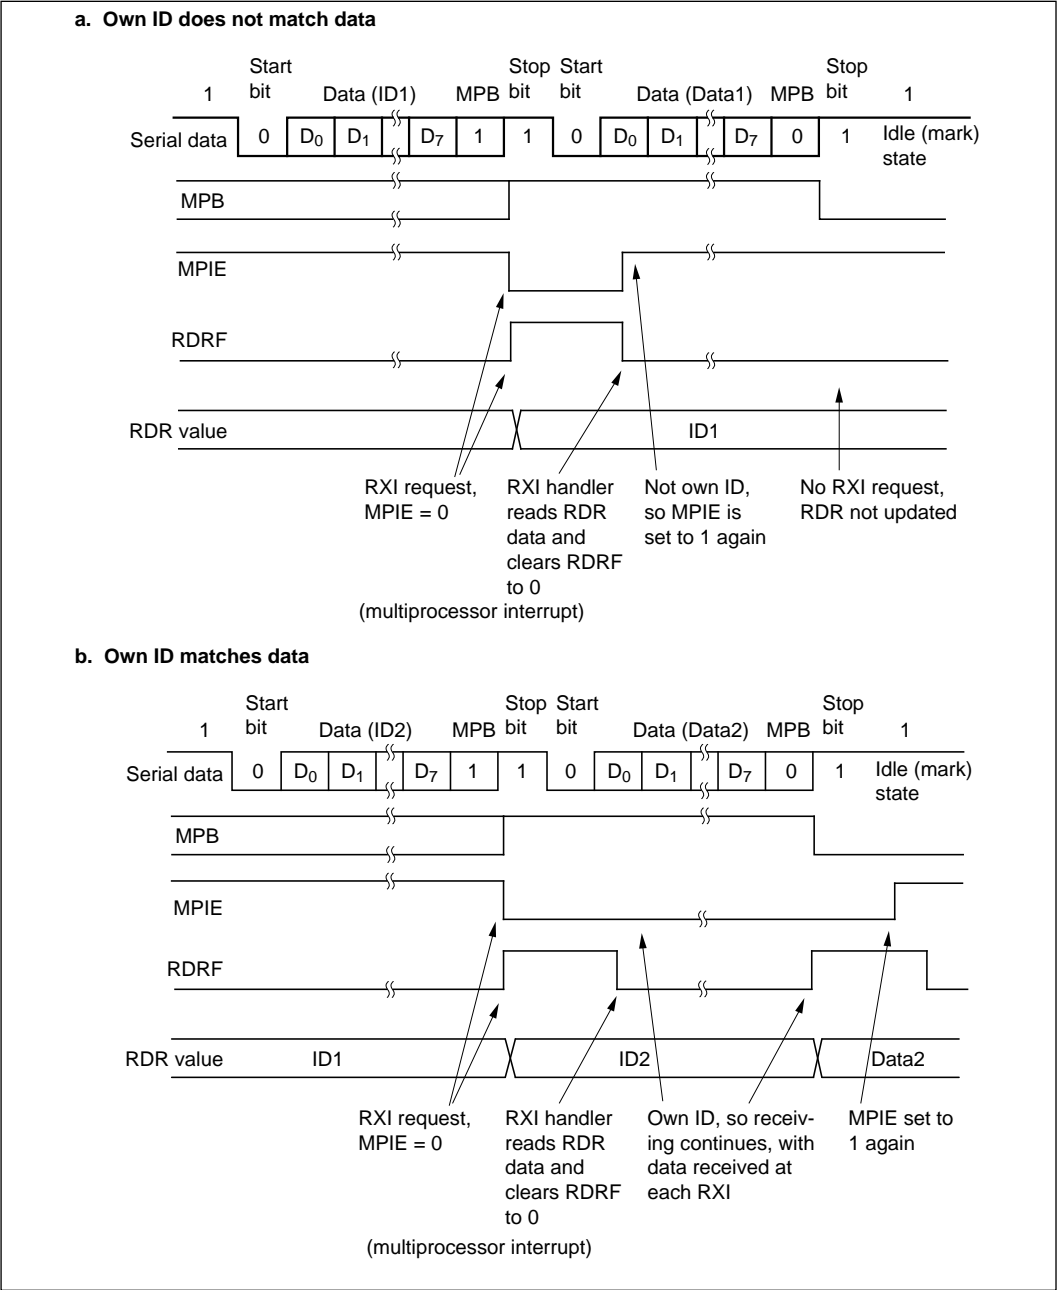 a. Own ID does not match data
Start Stop Start Stop
1 bit Data (ID1) MPB bit bit Data (Data1) MPB bit 1
Serial data 0 D0 D1 D7 1 1 0 D0 D1 D7 0 1 Idle (mark)
state
MPB
MPIE
RDRF
RDR value ID1
RXI request,
MPIE = 0
RXI handler
reads RDR
data and
clears RDRF
to 0
Not own ID,
so MPIE is
set to 1 again
No RXI request,
RDR not updated
(multiprocessor interrupt)
b. Own ID matches data
Start Stop Start Stop
1 bit Data (ID2) MPB bit bit Data (Data2) MPB bit 1
Serial data 0 D0 D1 D7 1 1 0 D0 D1 D7 0 1 Idle (mark)
state
MPB
MPIE
RDRF
RDR value ID1 ID2 Data2
RXI request,
MPIE = 0
RXI handler
reads RDR
data and
clears RDRF
to 0
Own ID, so receiv-
ing continues, with
data received at
each RXI
MPIE set to
1 again
(multiprocessor interrupt)